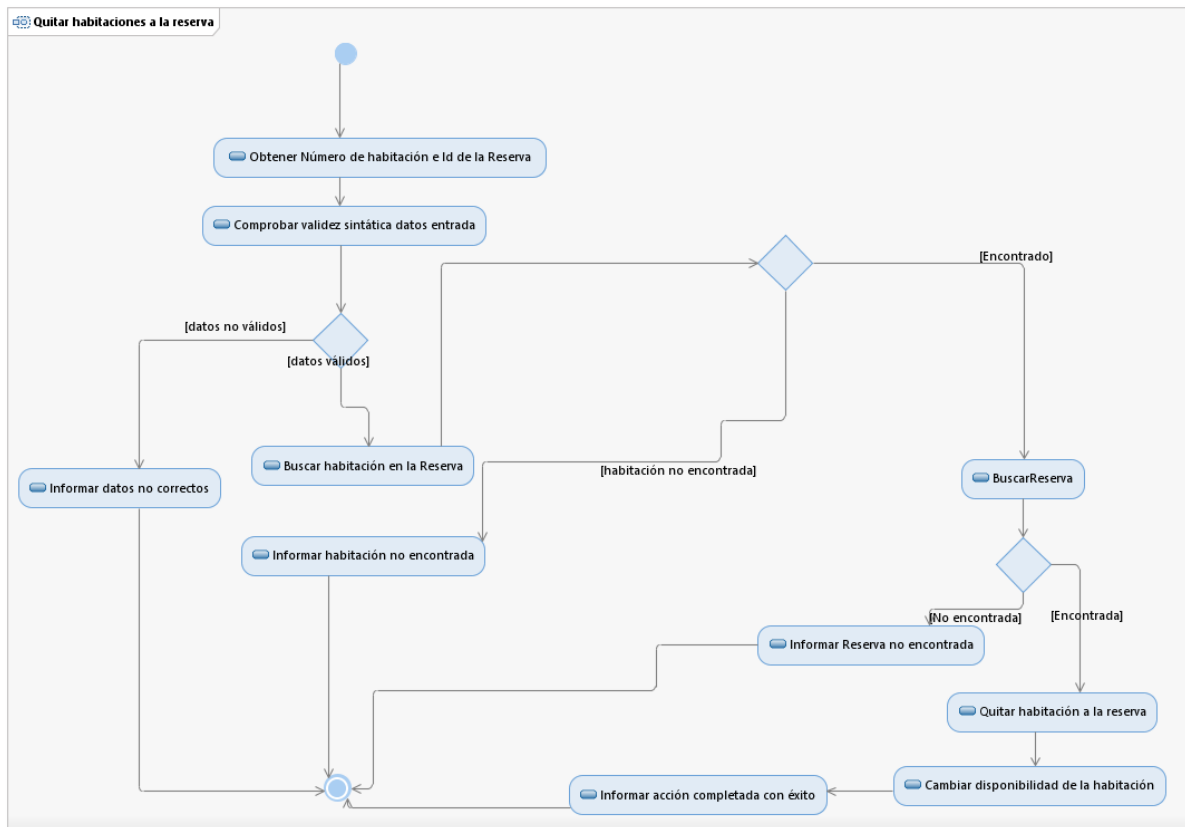 Quitar habitaciones a la reserva
Obtener Número de habitación e Id de la Reserva
Comprobar validez sintática datos entrada
[Encontrado]
[datos no válidos]
[datos válidos]
Buscar habitación en la Reserva
[habitación no encontrada]
BuscarReserva
Informar datos no correctos
Informar habitación no encontrada
[No encontrada]
[Encontrada]
Informar Reserva no encontrada
Quitar habitación a la reserva
Cambiar disponibilidad de la habitación
Informar acción completada con éxito